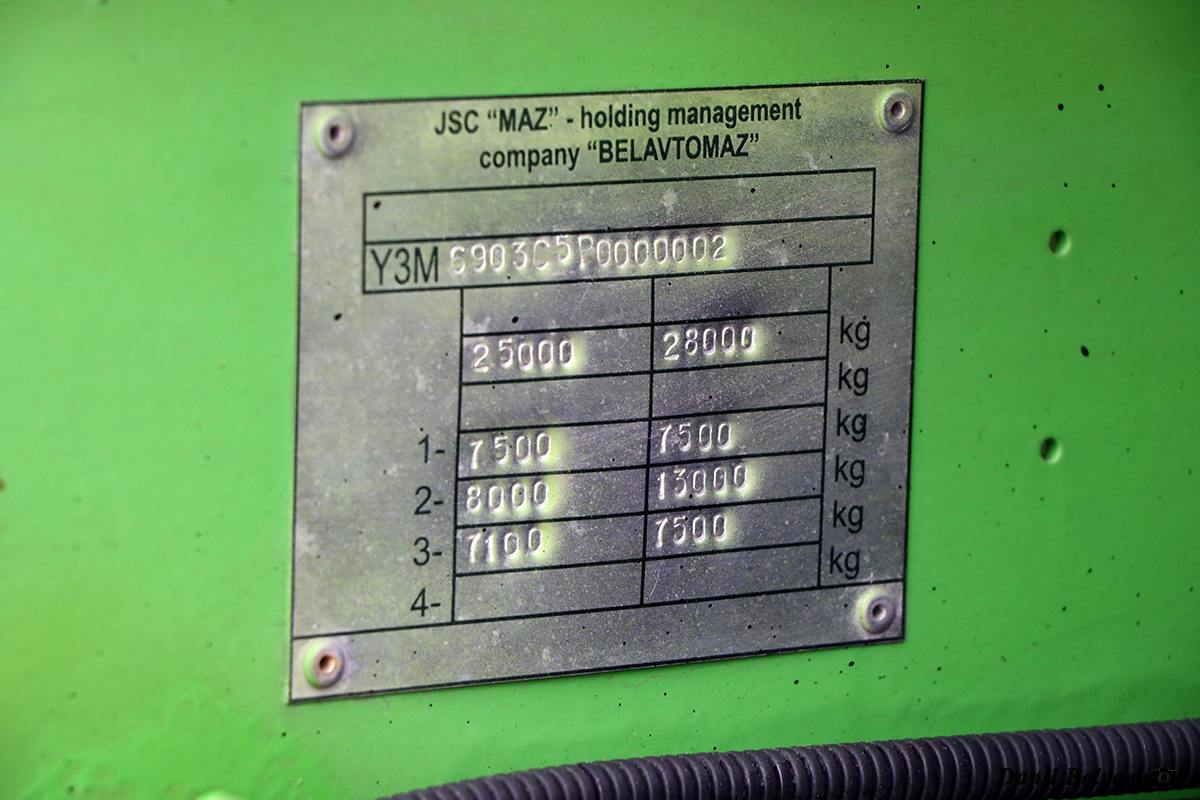 JSC “MAZ” - holding management
company “BELAVTOMAZ”
Y3M 6903C5P0000002
25000 28000 kg
kg
1- 7500 7500 kg
2- 8000 13000 kg
3- 7100 7500 kg
4- kg